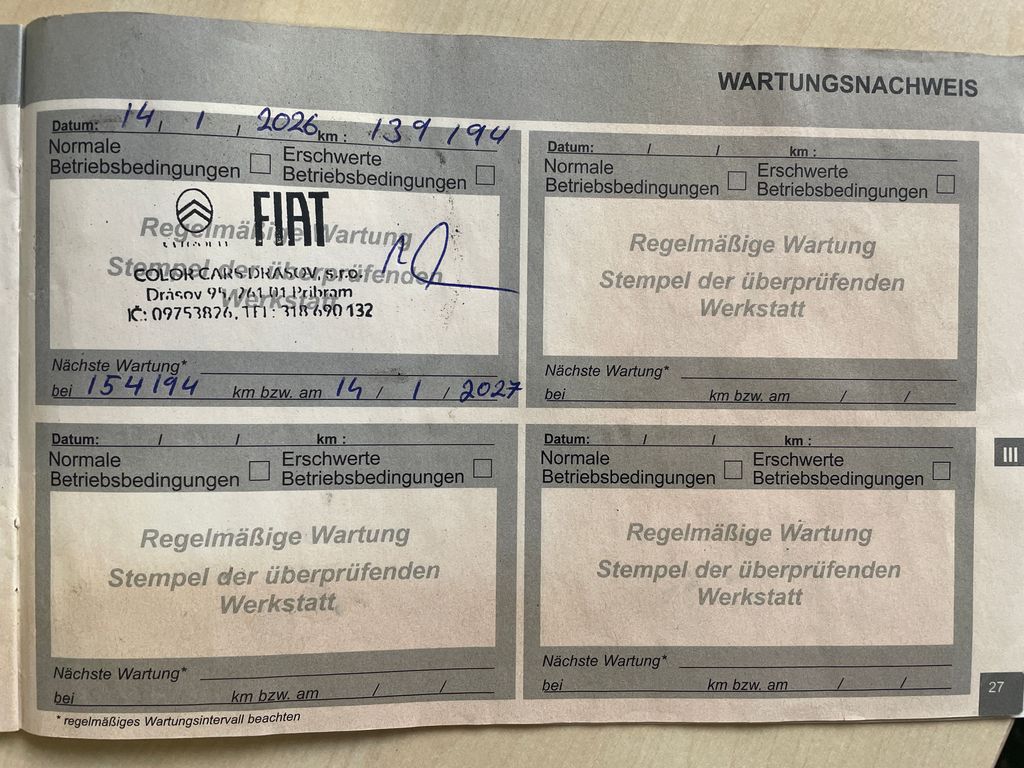 WARTUNGSNACHWEIS
Datum: 14 / 1 / 2026 km : 139 194
Normale
Betriebsbedingungen
Erschwerte
Betriebsbedingungen
FIAT
Regelmäßige Wartung
Stempel der überprüfenden
Werkstatt
COLOR CARS DRASOV, s.r.o.
Drásov 261 01 Pribram
IČ: 09753826, TEL: 318 690 132
Nächste Wartung*
bei 154194 km bzw. am 14 / 1 / 2027
Datum: / / km :
Normale
Betriebsbedingungen
Erschwerte
Betriebsbedingungen
Regelmäßige Wartung
Stempel der überprüfenden
Werkstatt
Nächste Wartung*
bei km bzw. am / /
Datum: / / km :
Normale
Betriebsbedingungen
Erschwerte
Betriebsbedingungen
Regelmäßige Wartung
Stempel der überprüfenden
Werkstatt
Nächste Wartung*
bei km bzw. am / /
Datum: / / km :
Normale
Betriebsbedingungen
Erschwerte
Betriebsbedingungen
Regelmäßige Wartung
Stempel der überprüfenden
Werkstatt
Nächste Wartung*
bei km bzw. am / /
* regelmäßiges Wartungsintervall beachten
III
27